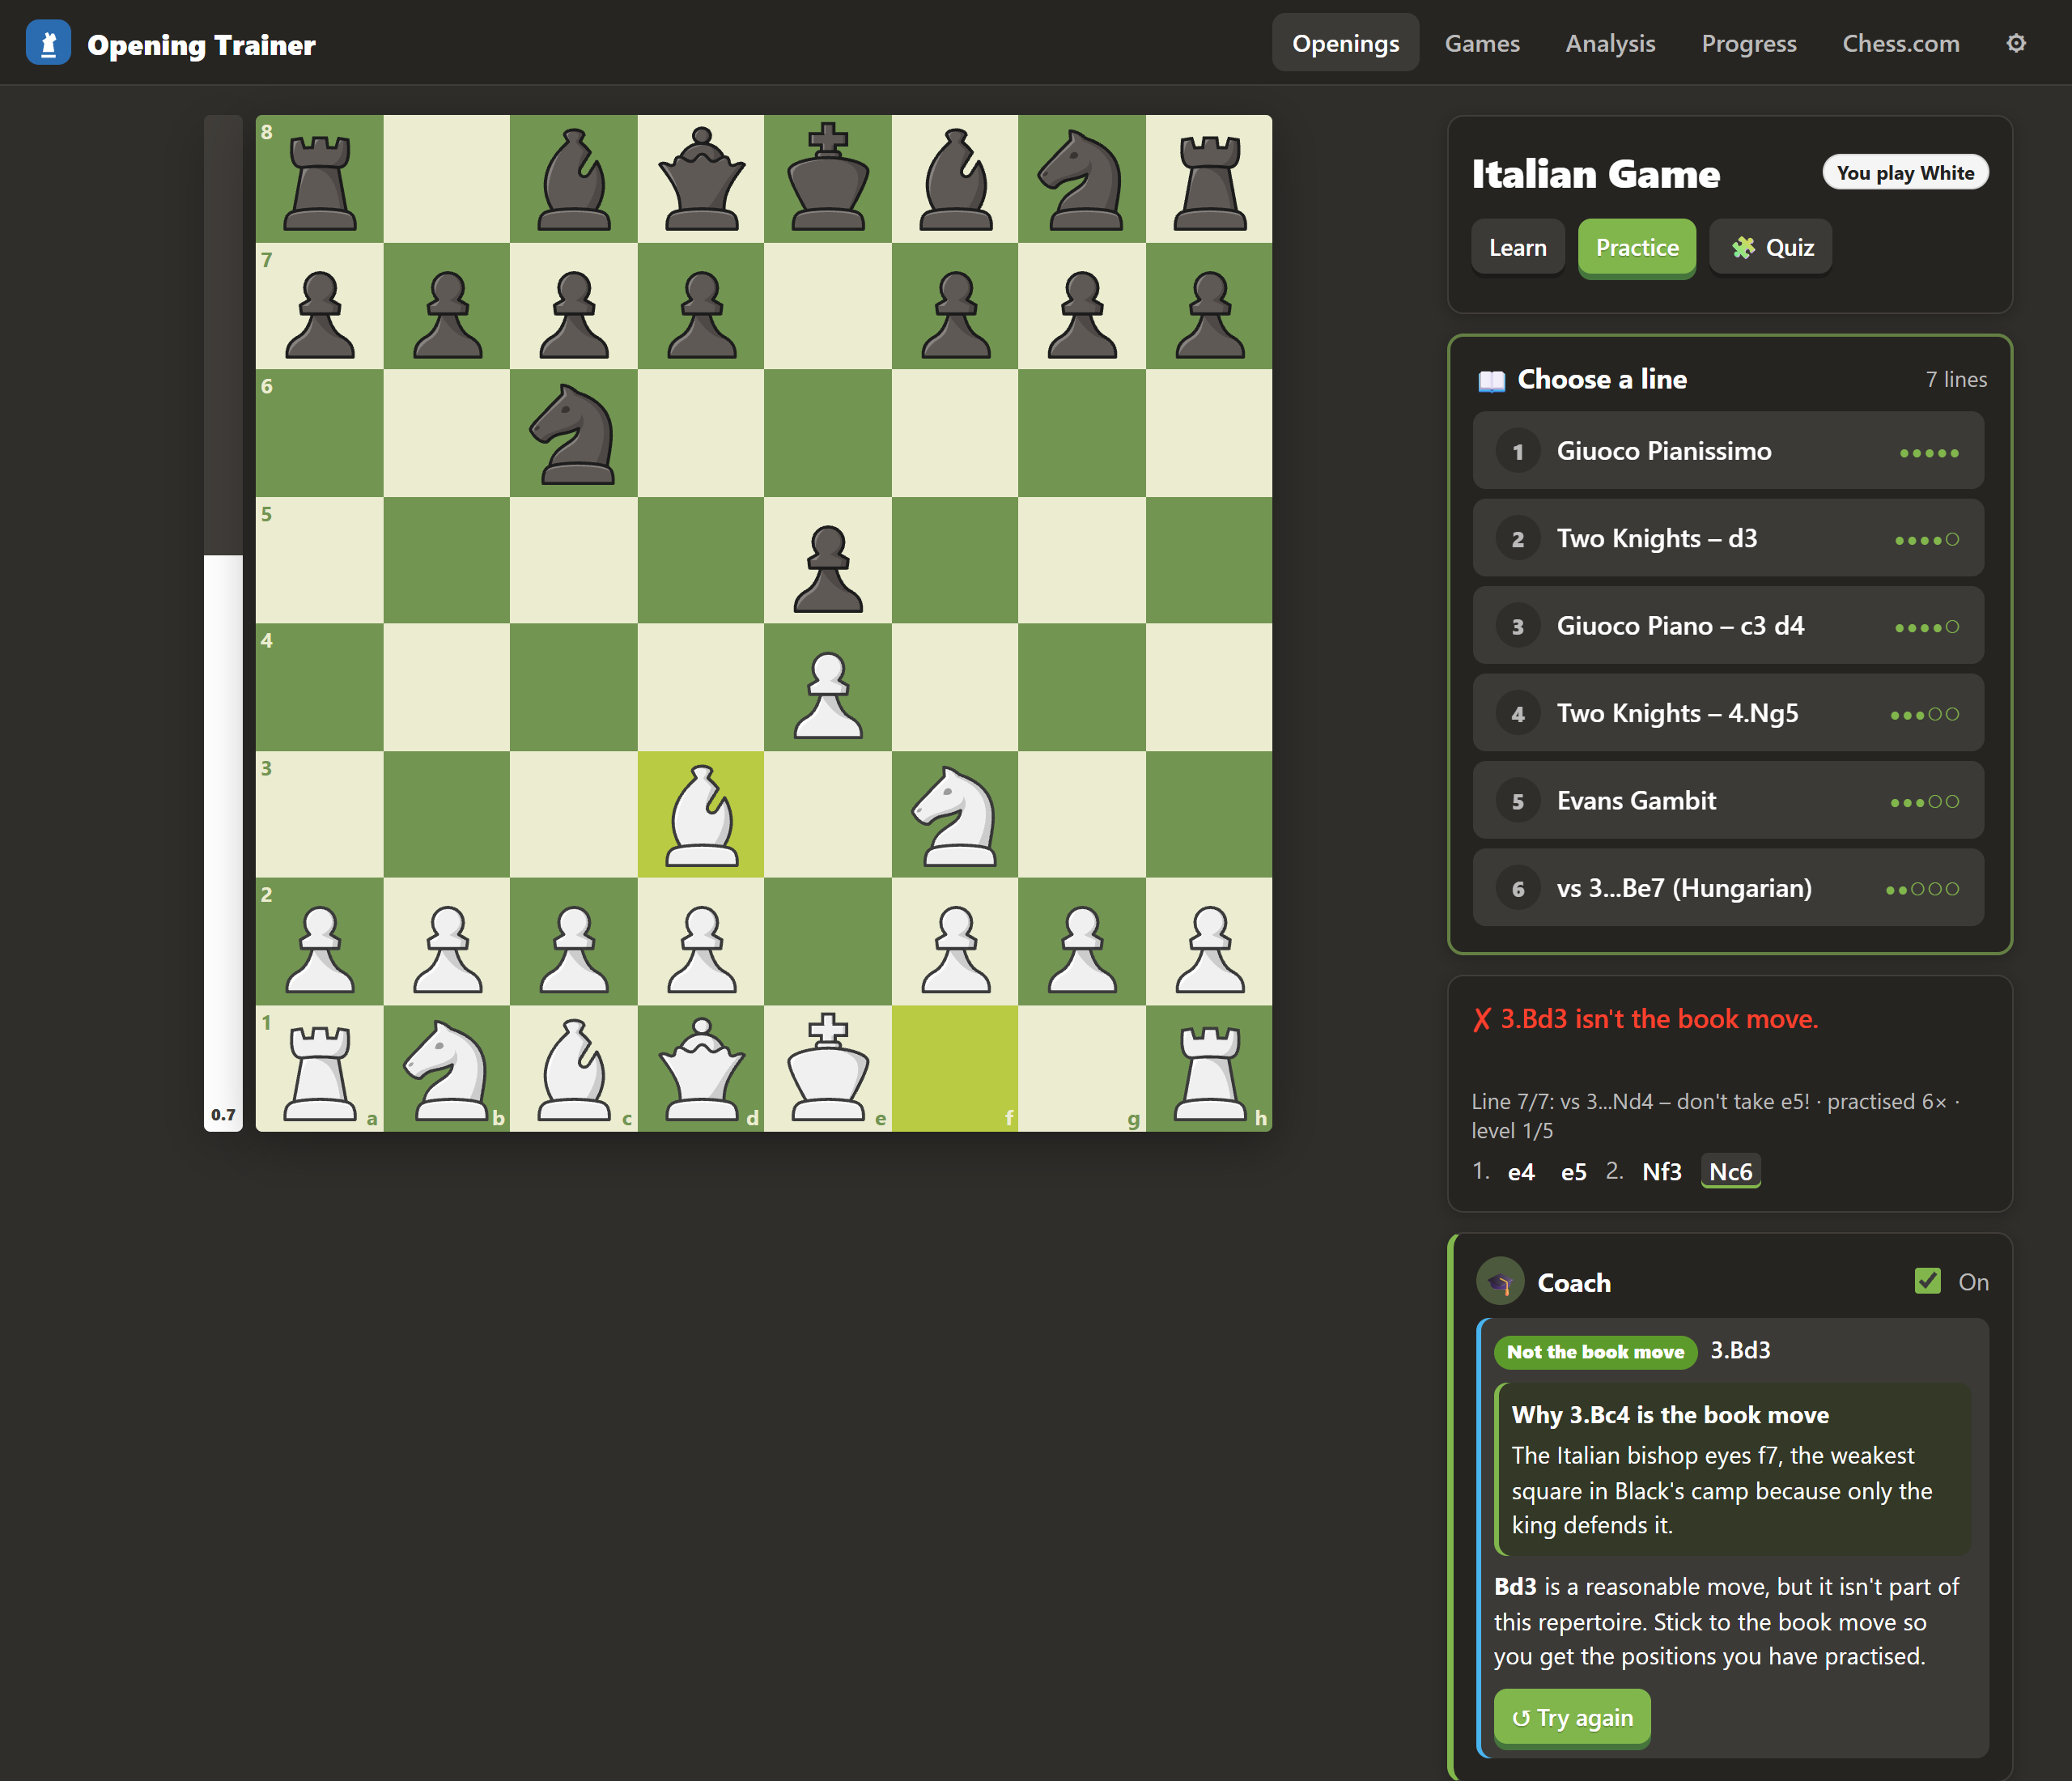 Opening Trainer
Openings
Games
Analysis
Progress
Chess.com
8
7
6
5
4
3
2
1
a
b
c
d
e
f
g
h
0.7
Italian Game
You play White
Learn
Practice
Quiz
Choose a line
7 lines
1 Giuoco Pianissimo
2 Two Knights – d3
3 Giuoco Piano – c3 d4
4 Two Knights – 4.Ng5
5 Evans Gambit
6 vs 3...Be7 (Hungarian)
✗ 3.Bd3 isn't the book move.
Line 7/7: vs 3...Nd4 – don't take e5! · practised 6× ·
level 1/5
1. e4 e5 2. Nf3 Nc6
Coach
On
Not the book move 3.Bd3
Why 3.Bc4 is the book move
The Italian bishop eyes f7, the weakest
square in Black's camp because only the
king defends it.
Bd3 is a reasonable move, but it isn't part of
this repertoire. Stick to the book move so
you get the positions you have practised.
↺ Try again